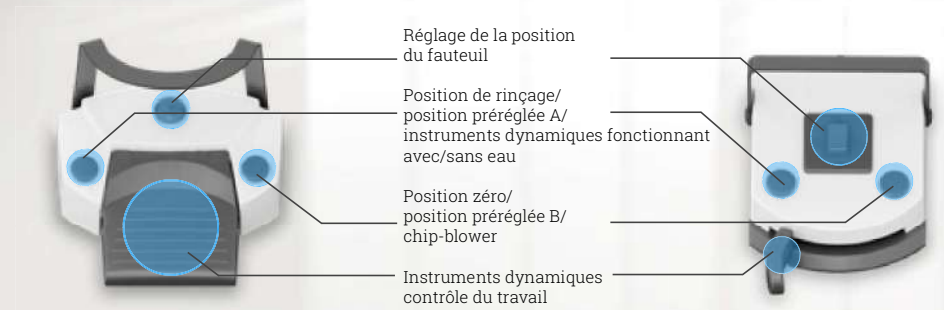 Réglage de la position
du fauteuil
Position de rinçage/
position préréglée A/
instruments dynamiques fonctionnant
avec/sans eau
Position zéro/
position préréglée B/
chip-blower
Instruments dynamiques
contrôle du travail